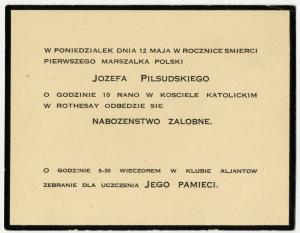 W PONIEDZIALEK DNIA 12 MAJA W ROCZNICE SMIERCI
PIERWSZEGO MARSZALKA POLSKI
JOZEFA PILSUDSKIEGO
O GODZINIE 10 RANO W KOSCIELE KATOLICKIM
W ROTHESAY ODBEDZIE SIE
NABOZENSTWO ZALOBNE.
O GODZINIE 6-30 WIECZOREM W KLUBIE ALJANTOW
ZEBRANIE DLA UCZCZENIA JEGO PAMIECI.